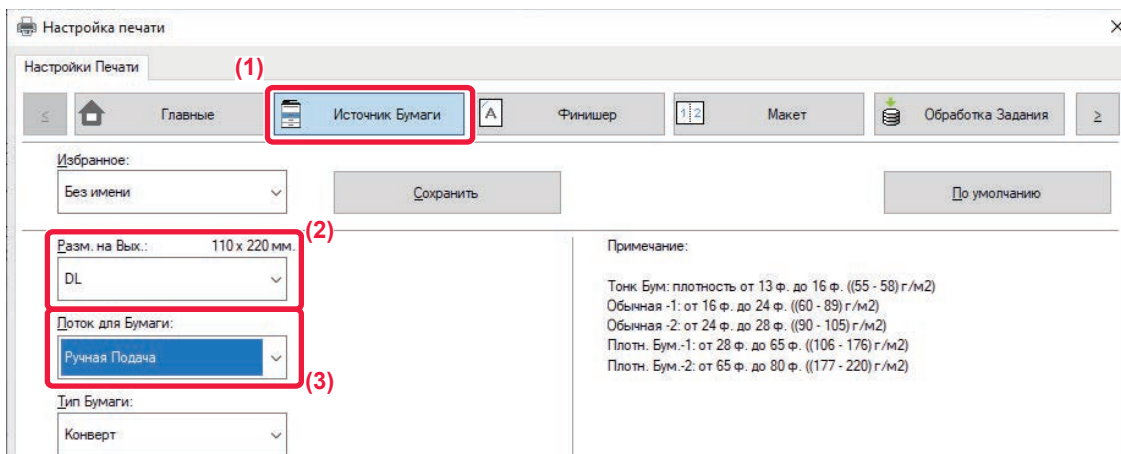 Настройка печати
Настройки Печати
(1)
Главные
Источник Бумаги
Финишер
Макет
Обработка Задания
Избранное:
Без имени
Сохранить
По умолчанию
(2)
Разм. на Вых.: 110 x 220 мм.
DL
Поток для Бумаги:
Ручная Подача
(3)
Тип Бумаги:
Конверт
Примечание:
Тонк Бум: плотность от 13 ф. до 16 ф. ((55 - 58) г/м2)
Обычная -1: от 16 ф. до 24 ф. ((60 - 89) г/м2)
Обычная -2: от 24 ф. до 28 ф. ((90 - 105) г/м2)
Плотн. Бум.-1: от 28 ф. до 65 ф. ((106 - 176) г/м2)
Плотн. Бум.-2: от 65 ф. до 80 ф. ((177 - 220) г/м2)